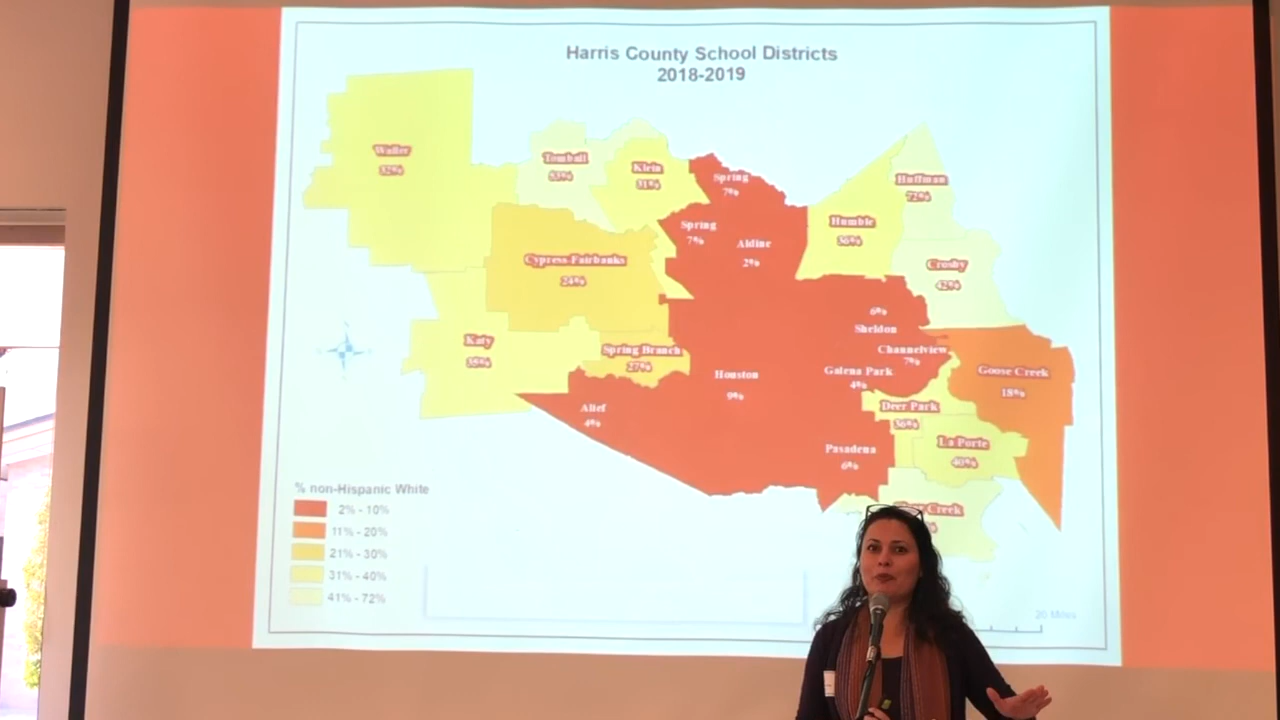 Harris County School Districts
2018-2019
Waller
32%
Tomball
53%
Klein
31%
Spring
7%
Huffman
72%
Spring
7%
Aldine
2%
Humble
36%
Cypress-Fairbanks
24%
Crosby
42%
6%
Sheldon
Katy
35%
Spring Branch
27%
Channelview
7%
Houston
9%
Galena Park
4%
Goose Creek
18%
Alief
4%
Deer Park
36%
La Porte
40%
Pasadena
6%
Creek
% non-Hispanic White
2% - 10%
11% - 20%
21% - 30%
31% - 40%
41% - 72%
20 Miles